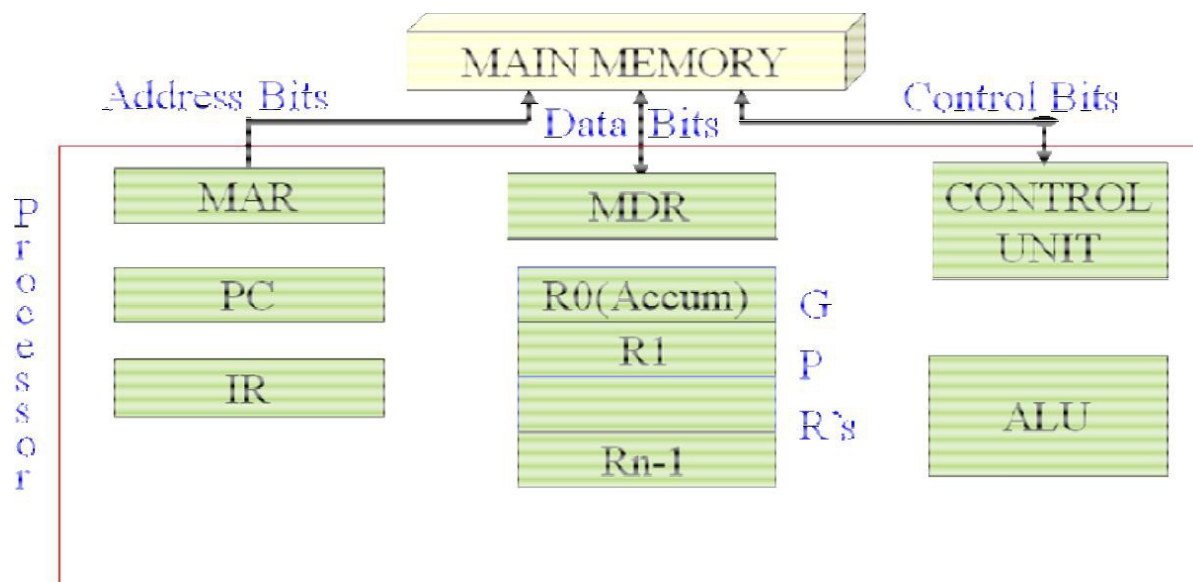 MAIN MEMORY
Address Bits
Data Bits
Control Bits
Processor
MAR
MDR
CONTROL
UNIT
PC
R0(Accum)
G
R1
P
IR
R`s
ALU
Rn-1